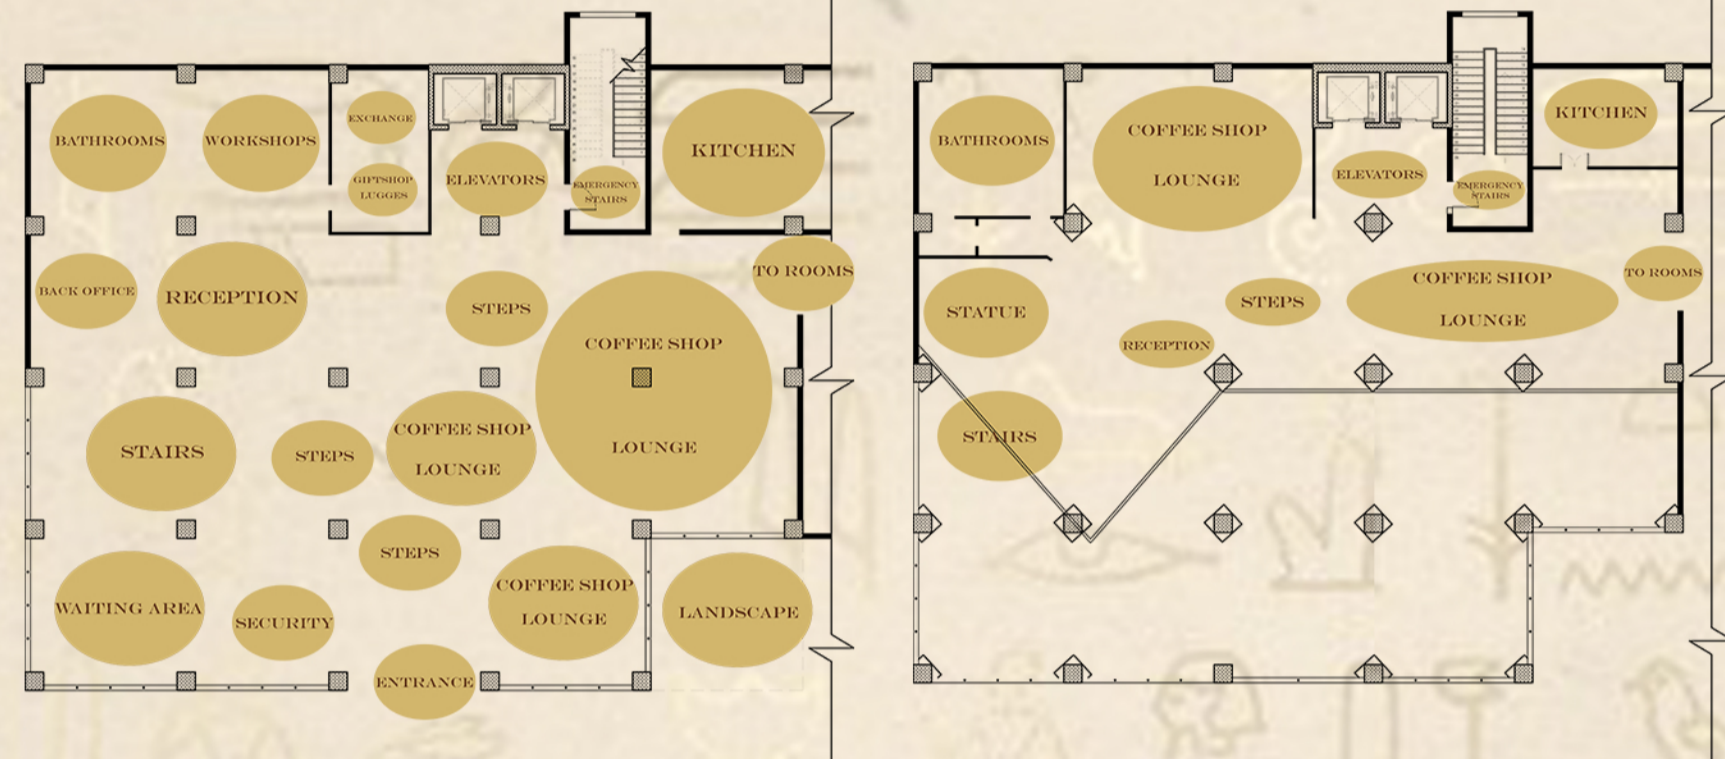 BATHROOMS
WORKSHOPS
EXCHANGE
GIFTSHOP
LUGGES
ELEVATORS
EMERGENCY
STAIRS
KITCHEN
BACK OFFICE
RECEPTION
STEPS
TO ROOMS
COFFEE SHOP
LOUNGE
STAIRS
STEPS
COFFEE SHOP
LOUNGE
STEPS
WAITING AREA
SECURITY
COFFEE SHOP
LOUNGE
LANDSCAPE
ENTRANCE
BATHROOMS
COFFEE SHOP
LOUNGE
ELEVATORS
EMERGENCY
STAIRS
KITCHEN
STATUE
RECEPTION
STEPS
COFFEE SHOP
LOUNGE
TO ROOMS
STAIRS